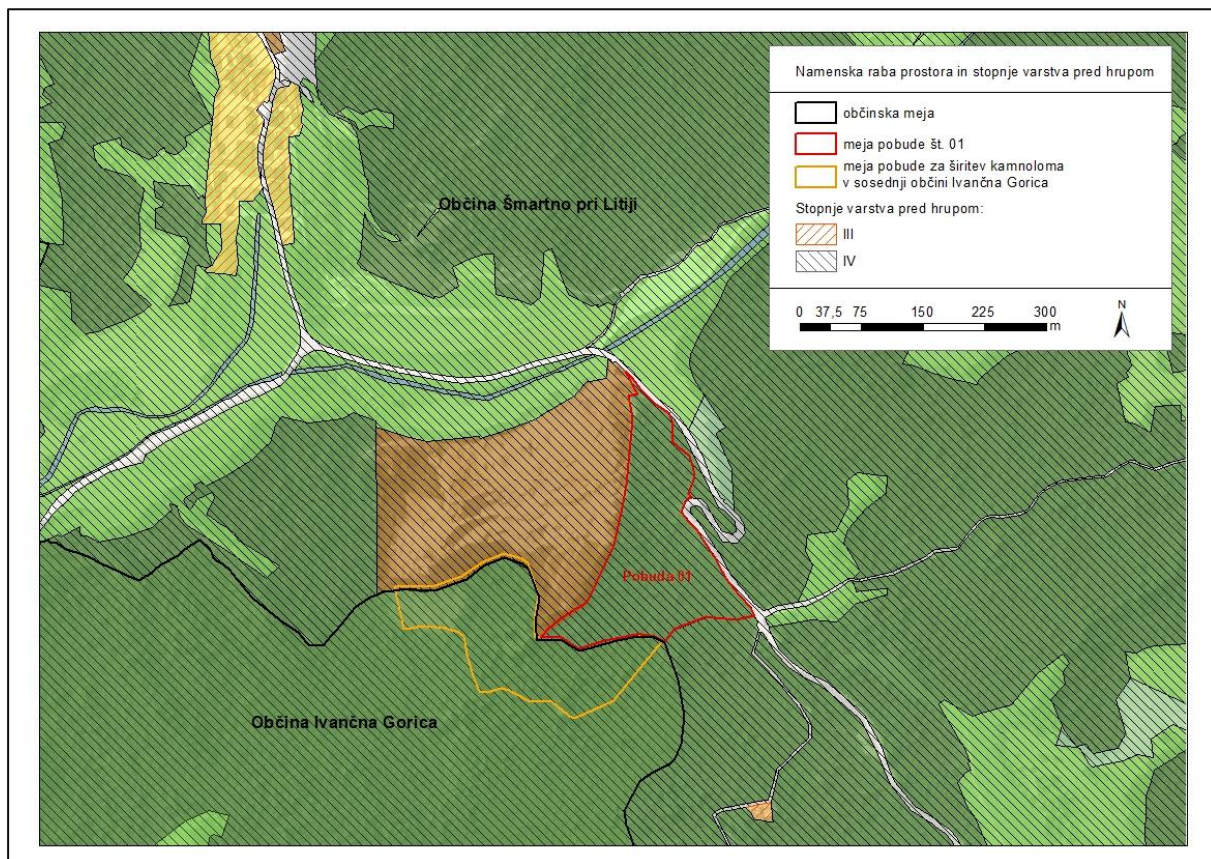 Namenska raba prostora in stopnje varstva pred hrupom
občinska meja
meja pobude št. 01
meja pobude za širitev kamnoloma
v sosednji občini Ivančna Gorica
Stopnje varstva pred hrupom:
III
IV
0 37,5 75 150 225 300
m
N
Občina Šmartno pri Litiji
Pobuda 01
Občina Ivančna Gorica